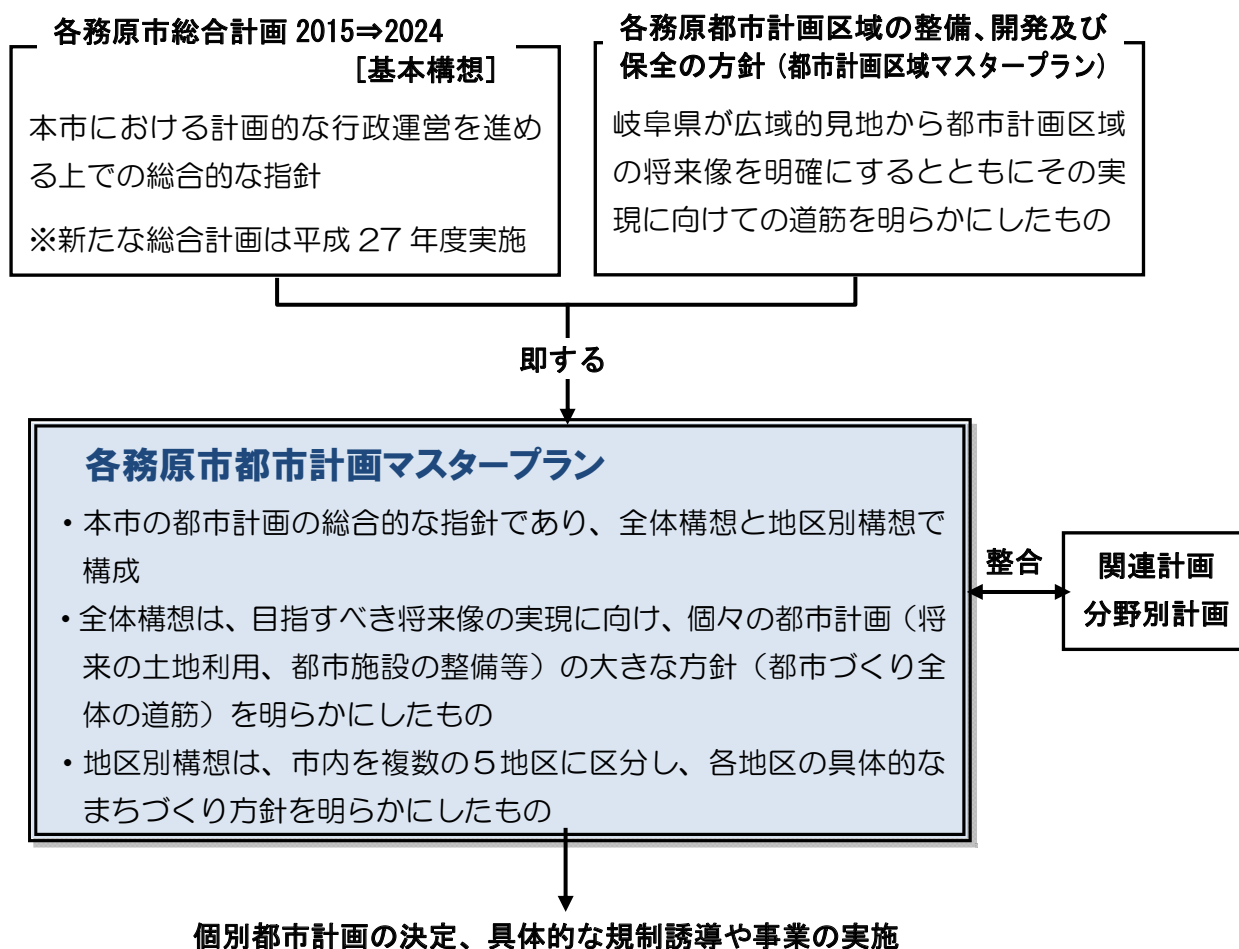 各務原市総合計画 2015⇒2024
[基本構想]
本市における計画的な行政運営を進め
る上での総合的な指針
※新たな総合計画は平成 27 年度実施
各務原都市計画区域の整備、開発及び
保全の方針（都市計画区域マスタープラン）
岐阜県が広域的見地から都市計画区域
の将来像を明確にするとともにその実
現に向けての道筋を明らかにしたもの
即する
各務原市都市計画マスタープラン
・本市の都市計画の総合的な指針であり、全体構想と地区別構想で
構成
・全体構想は、目指すべき将来像の実現に向け、個々の都市計画（将
来の土地利用、都市施設の整備等）の大きな方針（都市づくり全
体の道筋）を明らかにしたもの
・地区別構想は、市内を複数の５地区に区分し、各地区の具体的な
まちづくり方針を明らかにしたもの
整合
関連計画
分野別計画
個別都市計画の決定、具体的な規制誘導や事業の実施